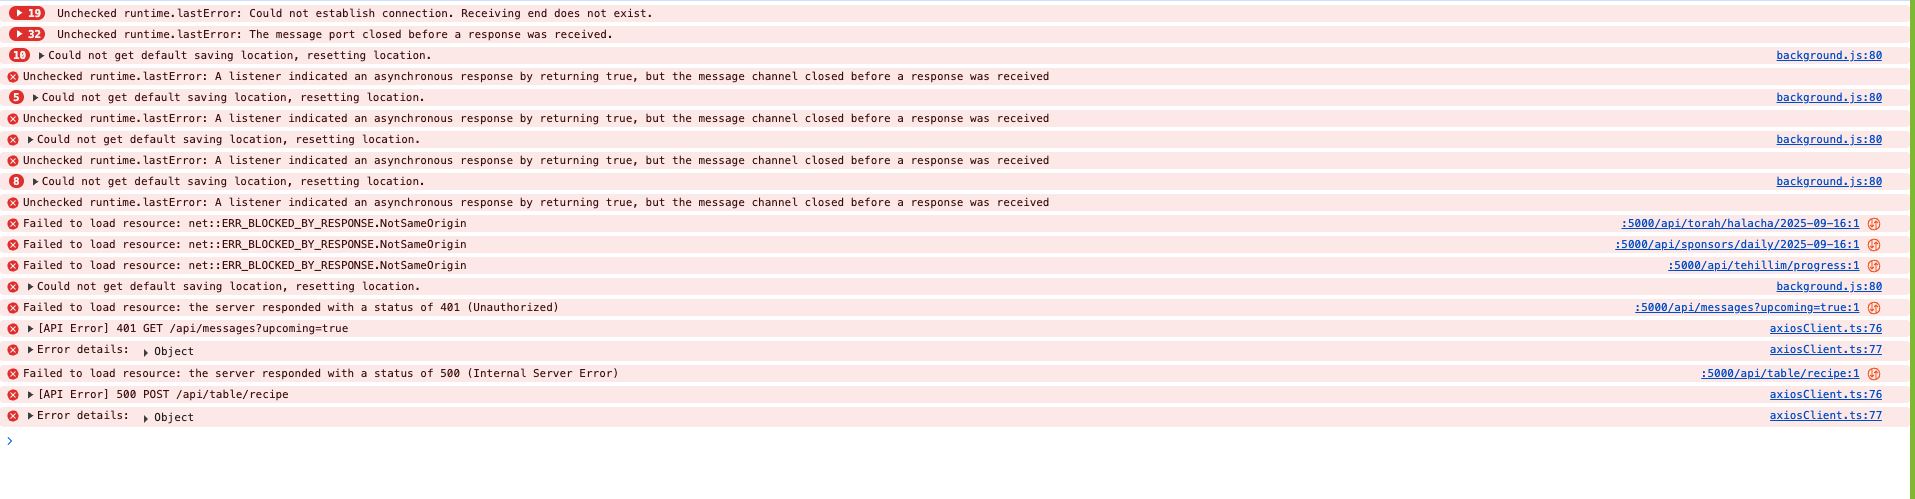 19 Unchecked runtime.lastError: Could not establish connection. Receiving end does not exist.
32 Unchecked runtime.lastError: The message port closed before a response was received.
10 Could not get default saving location, resetting location. background.js:80
Unchecked runtime.lastError: A listener indicated an asynchronous response by returning true, but the message channel closed before a response was received
5 Could not get default saving location, resetting location. background.js:80
Unchecked runtime.lastError: A listener indicated an asynchronous response by returning true, but the message channel closed before a response was received
Could not get default saving location, resetting location. background.js:80
Unchecked runtime.lastError: A listener indicated an asynchronous response by returning true, but the message channel closed before a response was received
8 Could not get default saving location, resetting location. background.js:80
Unchecked runtime.lastError: A listener indicated an asynchronous response by returning true, but the message channel closed before a response was received
Failed to load resource: net::ERR_BLOCKED_BY_RESPONSE.NotSameOrigin :5000/api/torah/halacha/2025-09-16:1
Failed to load resource: net::ERR_BLOCKED_BY_RESPONSE.NotSameOrigin :5000/api/sponsors/daily/2025-09-16:1
Failed to load resource: net::ERR_BLOCKED_BY_RESPONSE.NotSameOrigin :5000/api/tehillim/progress:1
Could not get default saving location, resetting location. background.js:80
Failed to load resource: the server responded with a status of 401 (Unauthorized) :5000/api/messages?upcoming=true:1
[API Error] 401 GET /api/messages?upcoming=true axiosClient.ts:76
Error details: Object axiosClient.ts:77
Failed to load resource: the server responded with a status of 500 (Internal Server Error) :5000/api/table/recipe:1
[API Error] 500 POST /api/table/recipe axiosClient.ts:76
Error details: Object axiosClient.ts:77